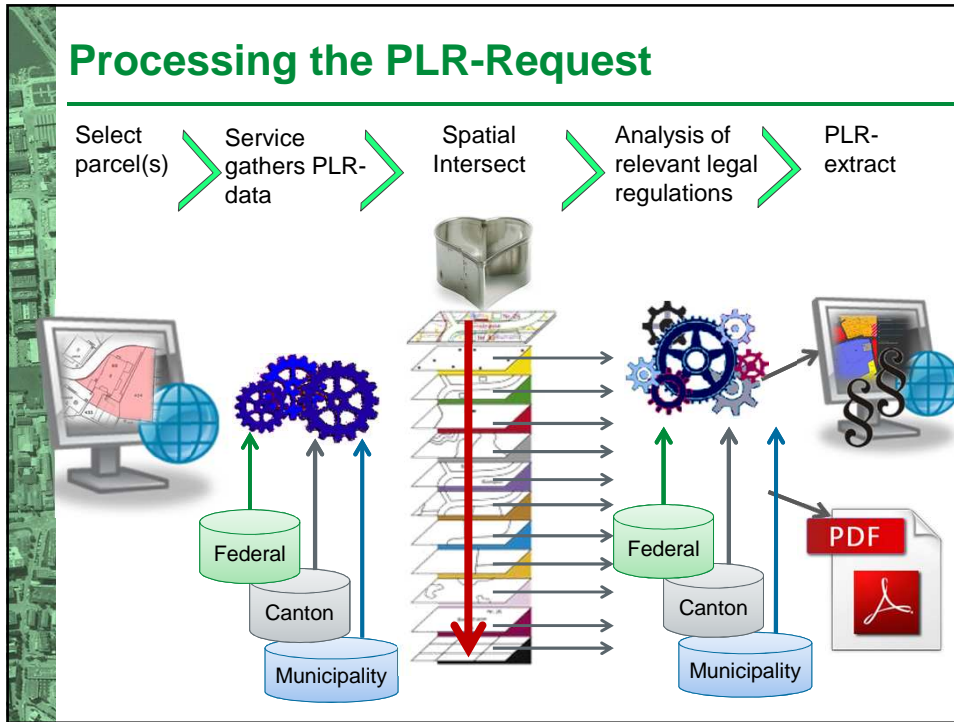 Processing the PLR-Request
Select
parcel(s)
Service
gathers PLR-
data
Spatial
Intersect
Analysis of
relevant legal
regulations
PLR-
extract
Federal
Canton
Municipality
Federal
Canton
Municipality
§§
PDF